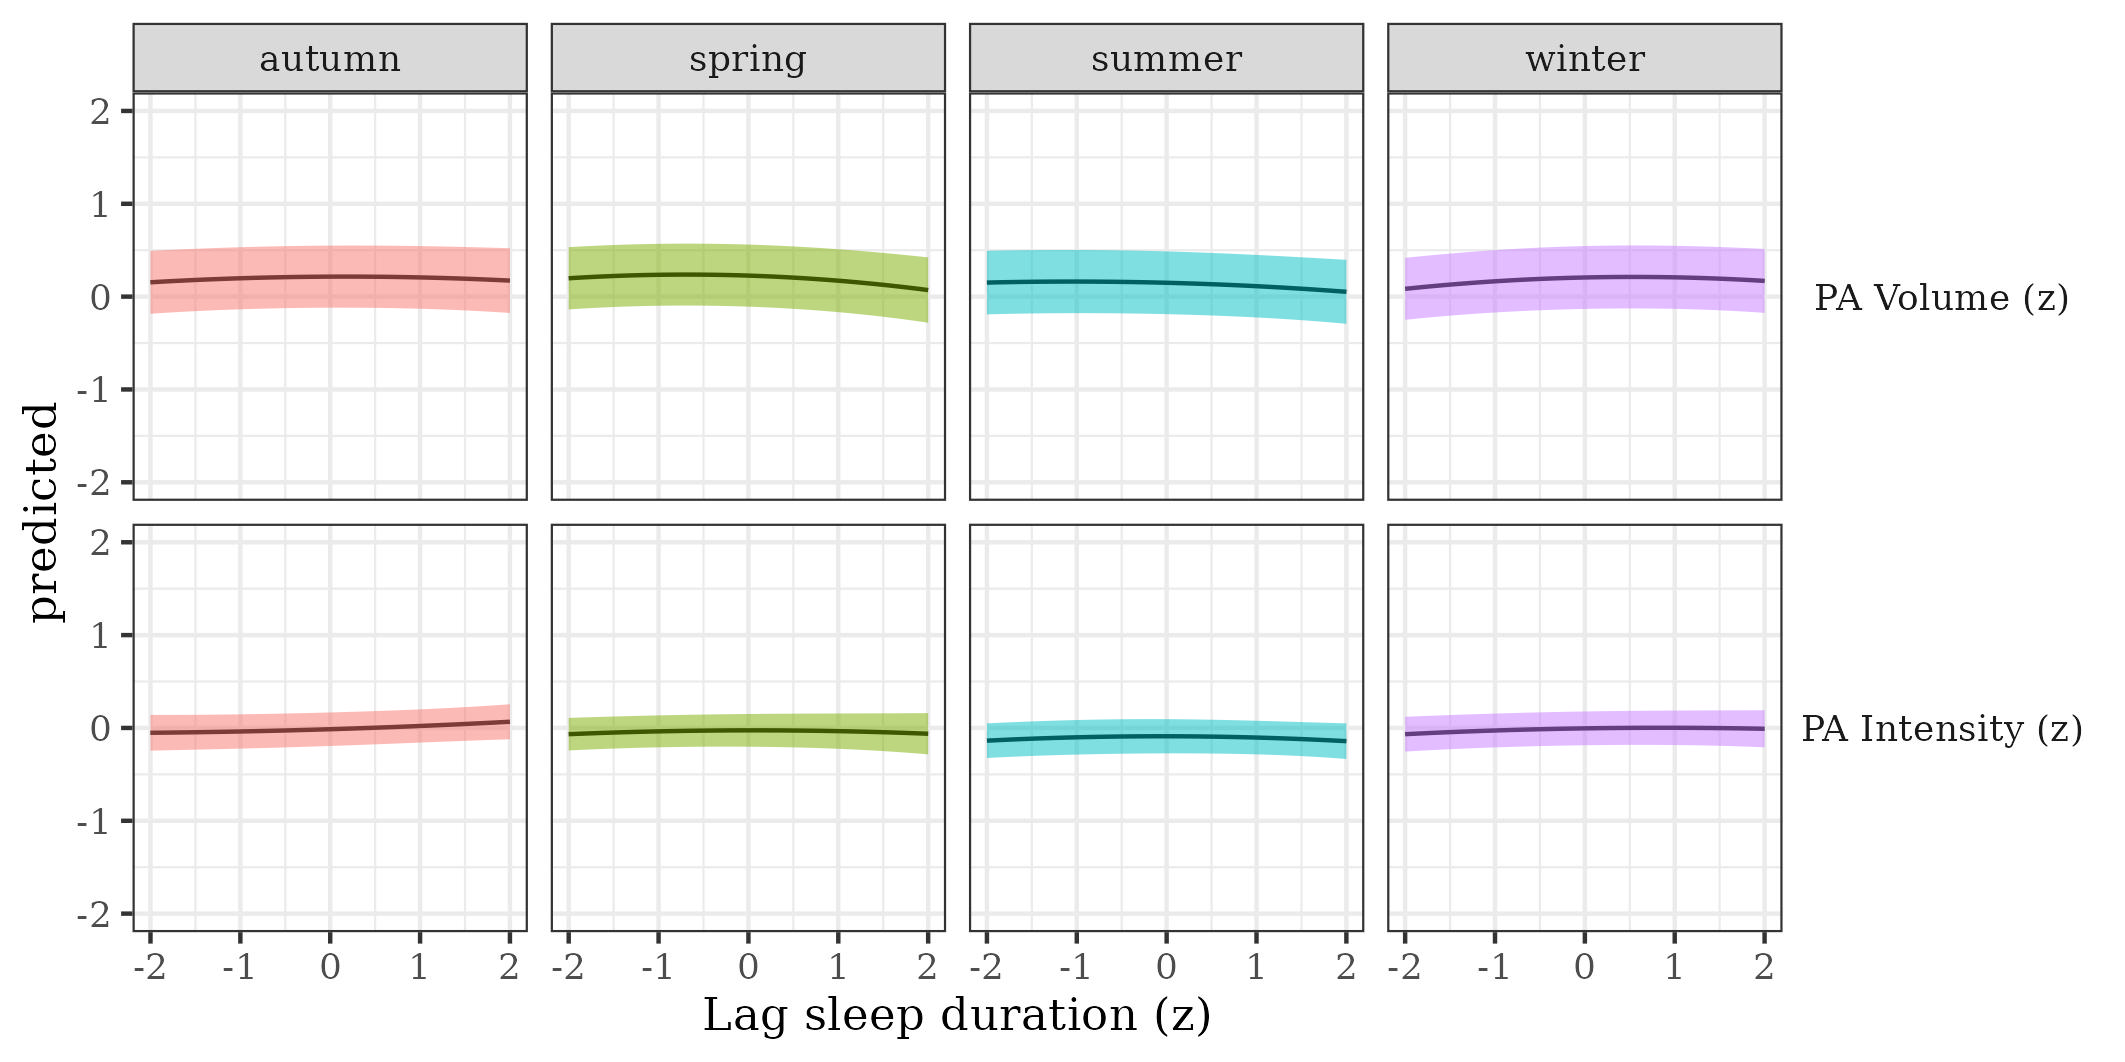 autumn spring summer winter
2
1
0
-1
-2
PA Volume (z)
predicted
2
1
0
-1
-2
PA Intensity (z)
-2 -1 0 1 2 -2 -1 0 1 2 -2 -1 0 1 2 -2 -1 0 1 2
Lag sleep duration (z)